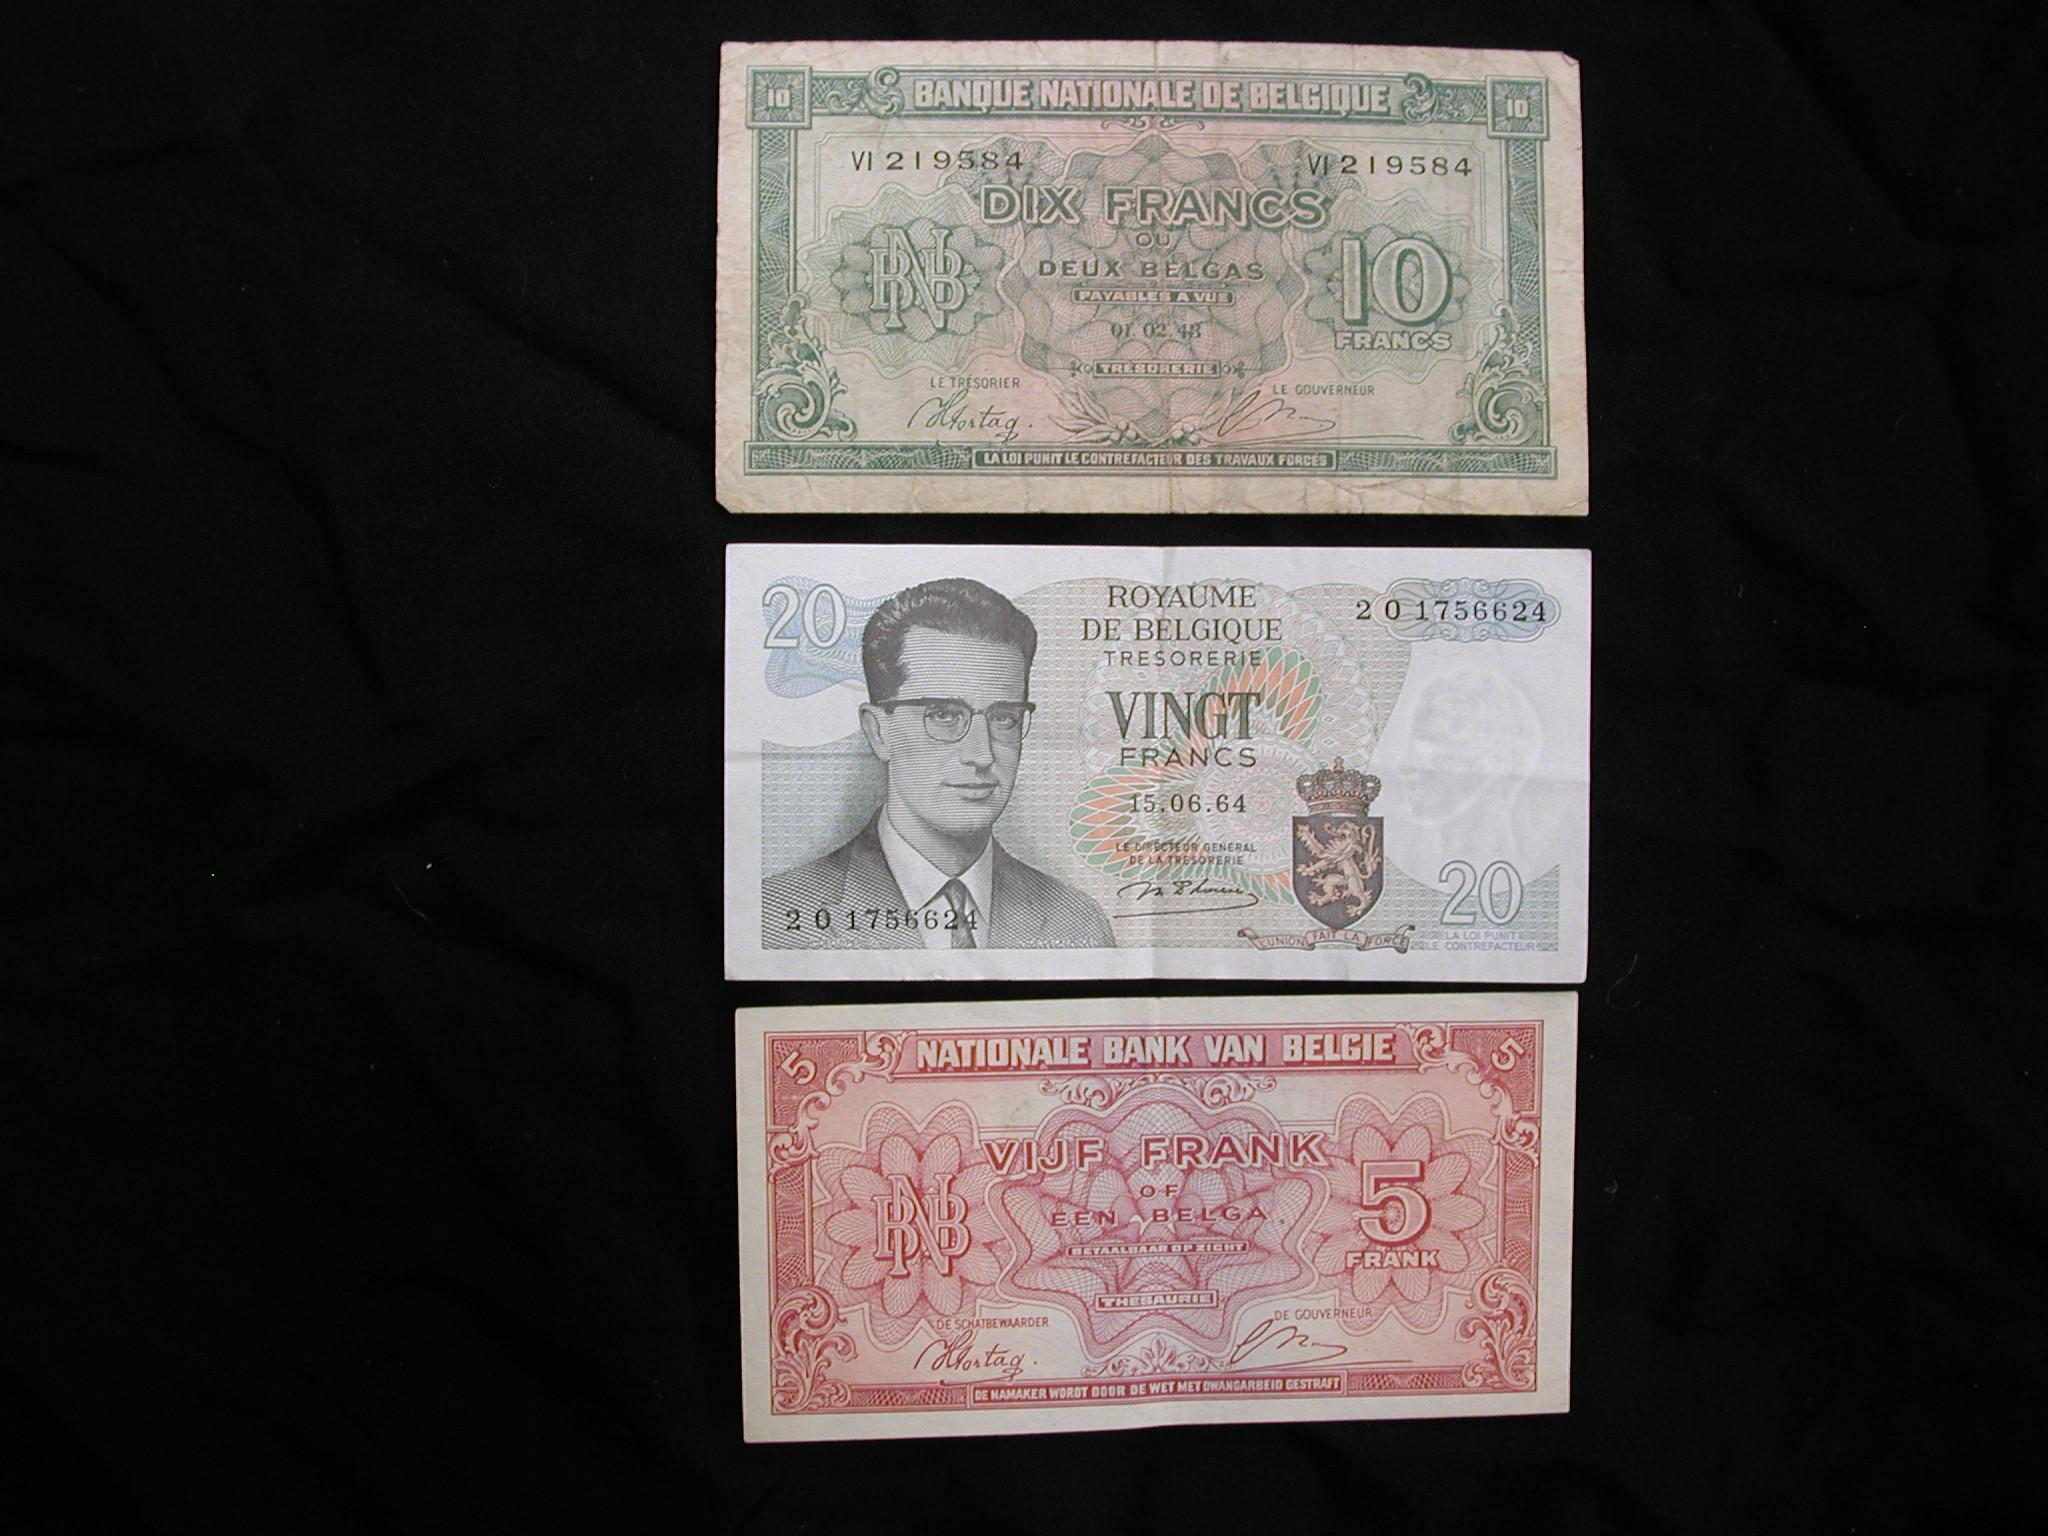 BANQUE NATIONALE DE BELGIQUE
10 10
VI 219584 VI 219584
DIX FRANCS
OU
DEUX BELGAS
PAYABLES A VUE
01.02.43
BNB
10
FRANCS
TRESORERIE
LE TRÉSORIER LE GOUVERNEUR
LA LOI PUNIT LE CONTREFACTEUR DES TRAVAUX FORCÉS
20
ROYAUME
DE BELGIQUE
TRESORERIE
2 0 1756624
VINGT
FRANCS
15.06.64
LE DIRECTEUR GENERAL
DE LA TRESORERIE
2 0 1756624
L'UNION FAIT LA FORCE
20
LA LOI PUNIT
LE CONTREFACTEUR
NATIONALE BANK VAN BELGIE
5 5
VIJF FRANK
OF
EEN BELGA
BETAALBAAR OP ZICHT
BNB
5
FRANK
THESAURIE
DE SCHATBEWAARDER DE GOUVERNEUR
DE NAMAKER WORDT DOOR DE WET MET DWANGARBEID GESTRAFT